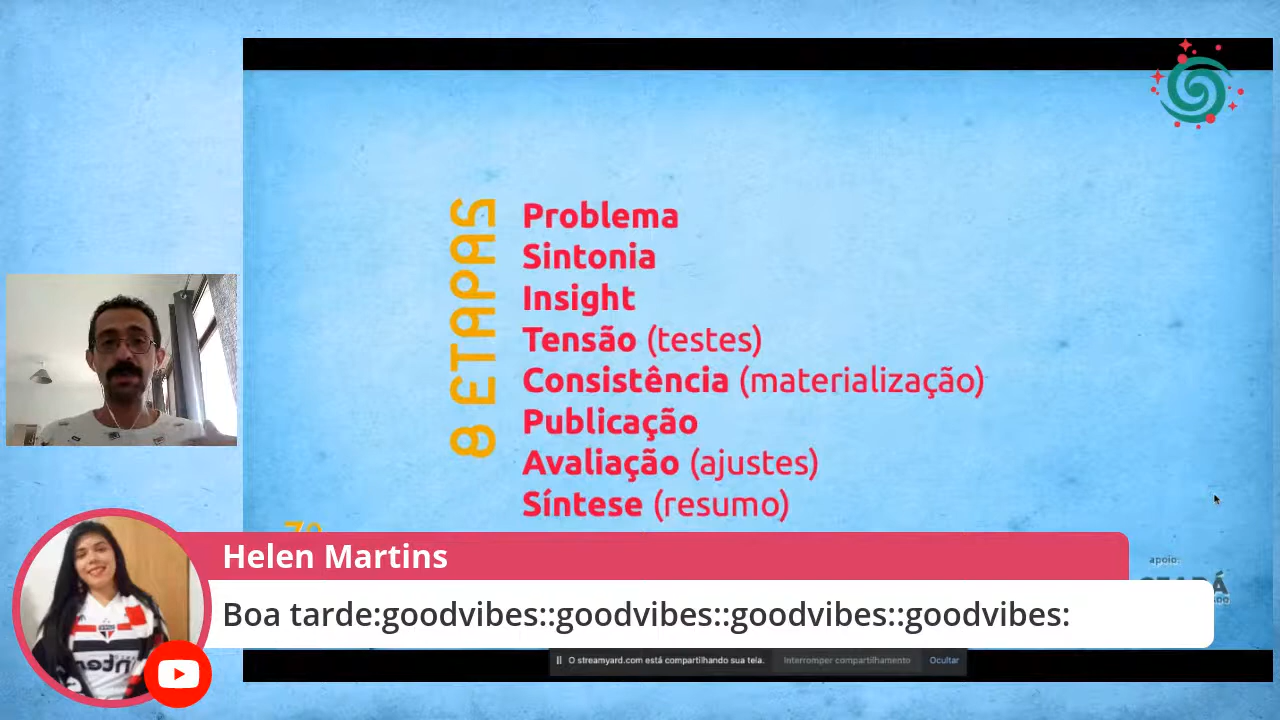 8 ETAPAS
Problema
Sintonia
Insight
Tensão (testes)
Consistência (materialização)
Publicação
Avaliação (ajustes)
Síntese (resumo)
7º
apoio:
Helen Martins
Boa tarde:goodvibes::goodvibes::goodvibes::goodvibes:
O streamyard.com está compartilhando sua tela. Interromper compartilhamento Ocultar